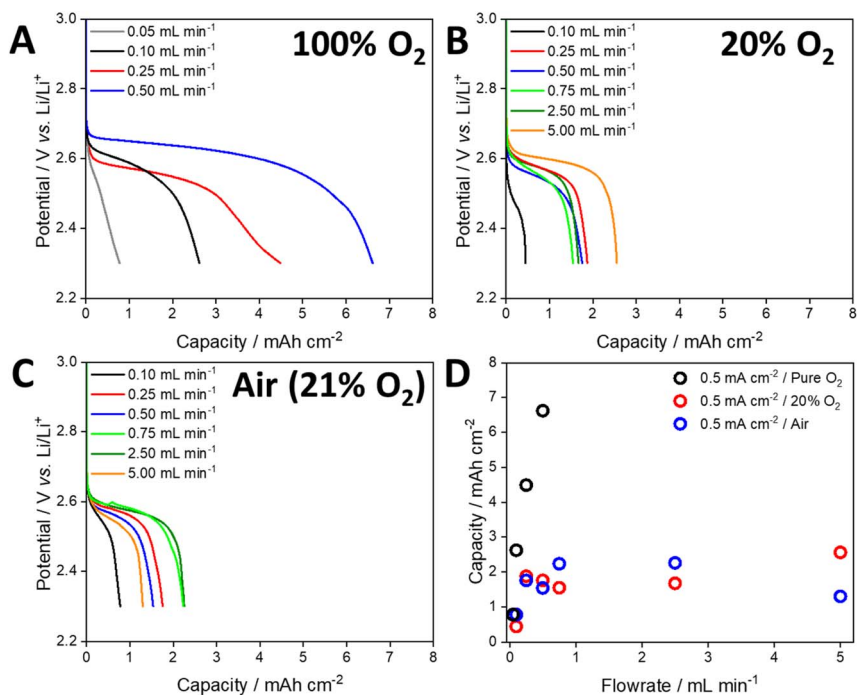 A
100% O₂
0.05 mL min⁻¹
0.10 mL min⁻¹
0.25 mL min⁻¹
0.50 mL min⁻¹
3.0
2.8
2.6
2.4
2.2
Potential / V vs. Li/Li⁺
0 1 2 3 4 5 6 7 8
Capacity / mAh cm⁻²
B
20% O₂
0.10 mL min⁻¹
0.25 mL min⁻¹
0.50 mL min⁻¹
0.75 mL min⁻¹
2.50 mL min⁻¹
5.00 mL min⁻¹
3.0
2.8
2.6
2.4
2.2
Potential / V vs. Li/Li⁺
0 1 2 3 4 5 6 7 8
Capacity / mAh cm⁻²
C
Air (21% O₂)
0.10 mL min⁻¹
0.25 mL min⁻¹
0.50 mL min⁻¹
0.75 mL min⁻¹
2.50 mL min⁻¹
5.00 mL min⁻¹
3.0
2.8
2.6
2.4
2.2
Potential / V vs. Li/Li⁺
0 1 2 3 4 5 6 7 8
Capacity / mAh cm⁻²
D
0.5 mA cm⁻² / Pure O₂
0.5 mA cm⁻² / 20% O₂
0.5 mA cm⁻² / Air
8
7
6
5
4
3
2
1
0
Capacity / mAh cm⁻²
0 1 2 3 4 5
Flowrate / mL min⁻¹